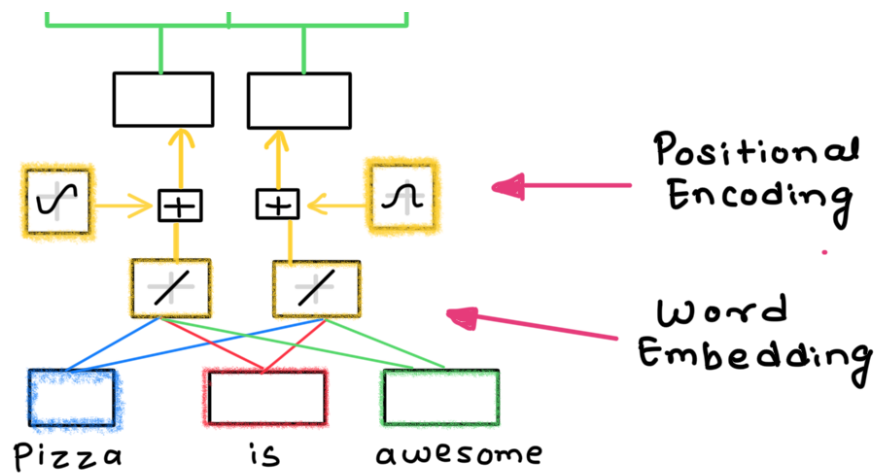 Positional
Encoding
Word
Embedding
Pizza is awesome